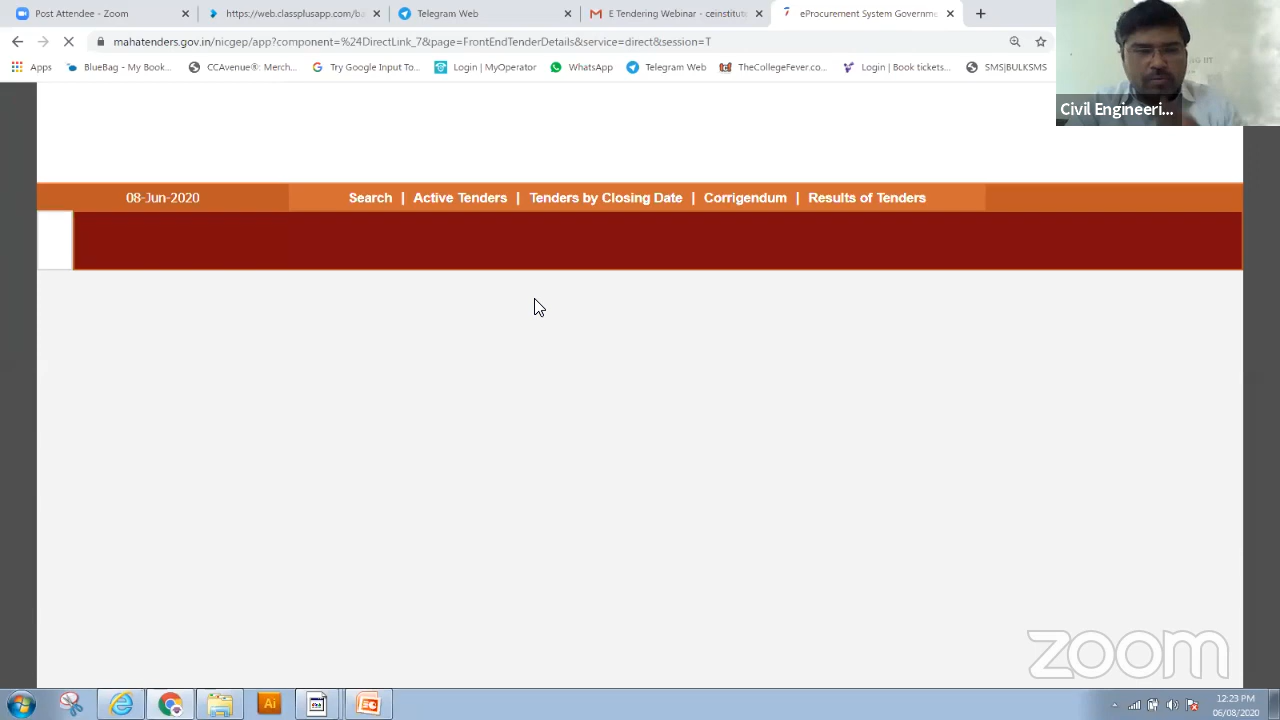 Post Attendee - Zoom
https://web.classplusapp.com/ba
Telegram Web
E Tendering Webinar - ceinstitute
eProcurement System Governme
mahatenders.gov.in/nicgep/app?component=%24DirectLink_7&page=FrontEndTenderDetails&service=direct&session=T
Apps
BlueBag - My Book...
CCAvenue®: Merch...
Try Google Input To...
Login | MyOperator
WhatsApp
Telegram Web
TheCollegeFever.co...
Login | Book tickets...
SMS|BULKSMS
Civil Engineeri...
08-Jun-2020
Search | Active Tenders | Tenders by Closing Date | Corrigendum | Results of Tenders
zoom
Ai
12:23 PM
06/08/2020